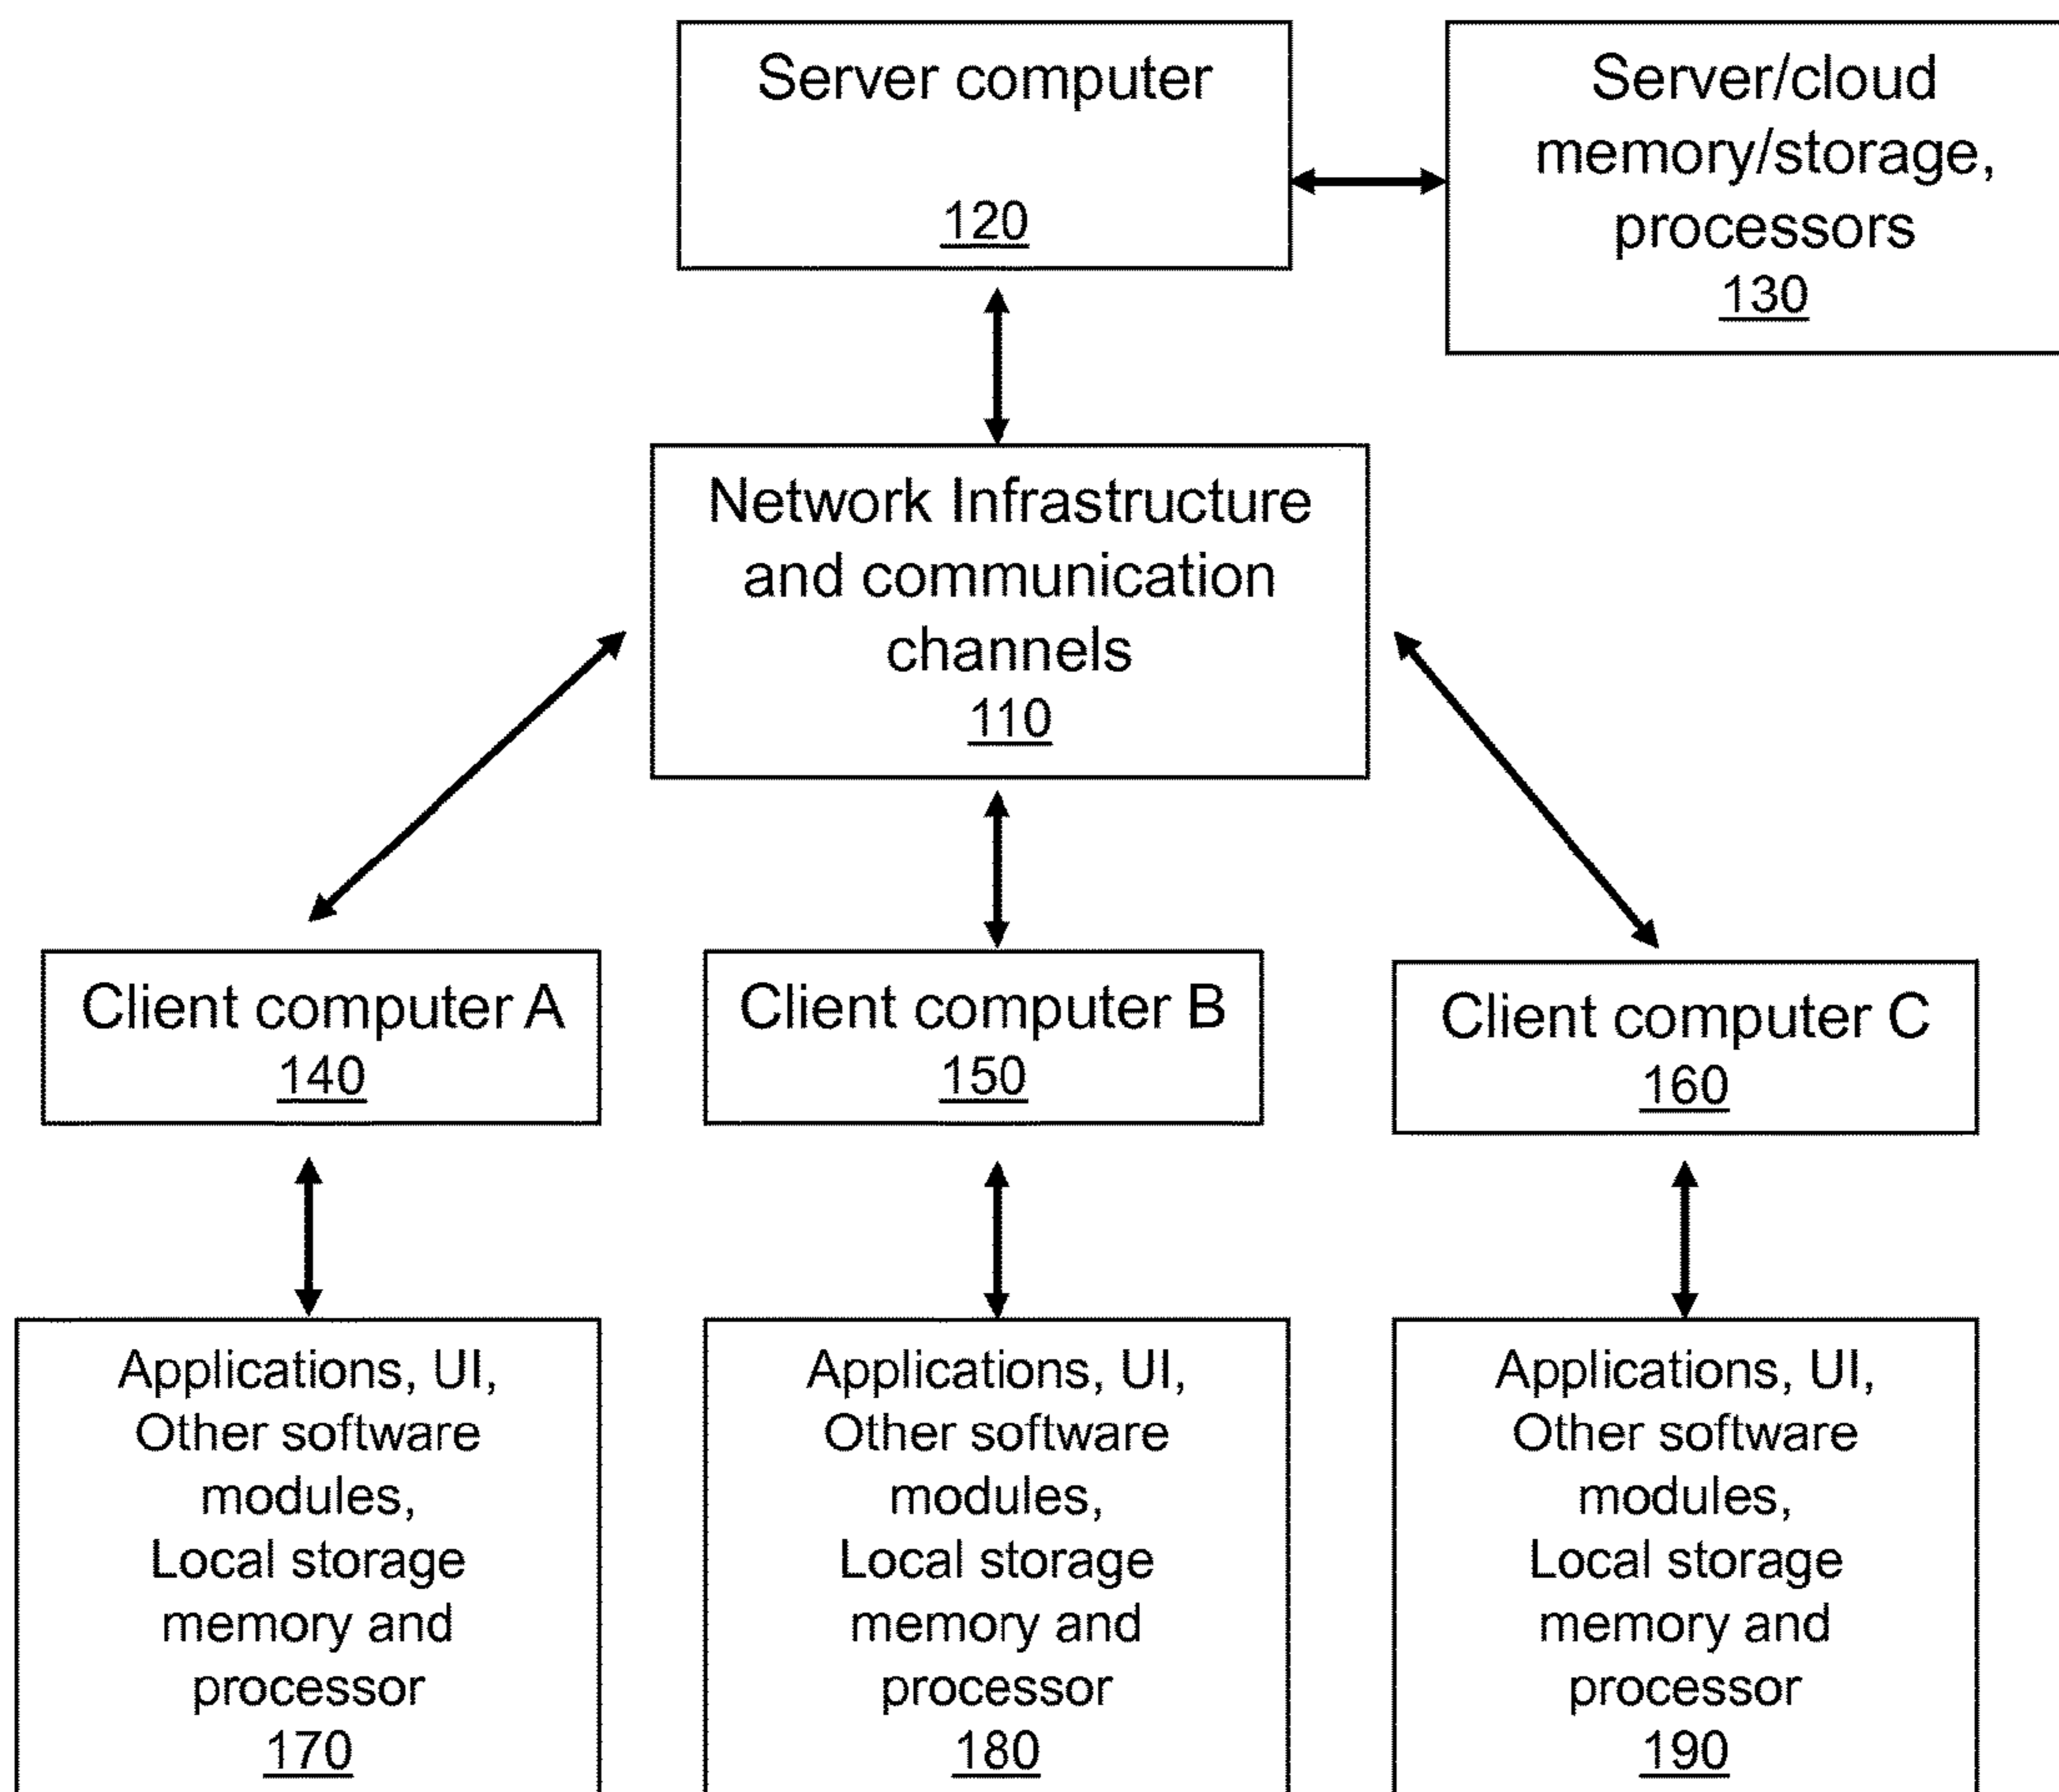 Server computer
120
Server/cloud
memory/storage,
processors
130
Network Infrastructure
and communication
channels
110
Client computer A
140
Client computer B
150
Client computer C
160
Applications, UI,
Other software
modules,
Local storage
memory and
processor
170
Applications, UI,
Other software
modules,
Local storage
memory and
processor
180
Applications, UI,
Other software
modules,
Local storage
memory and
processor
190